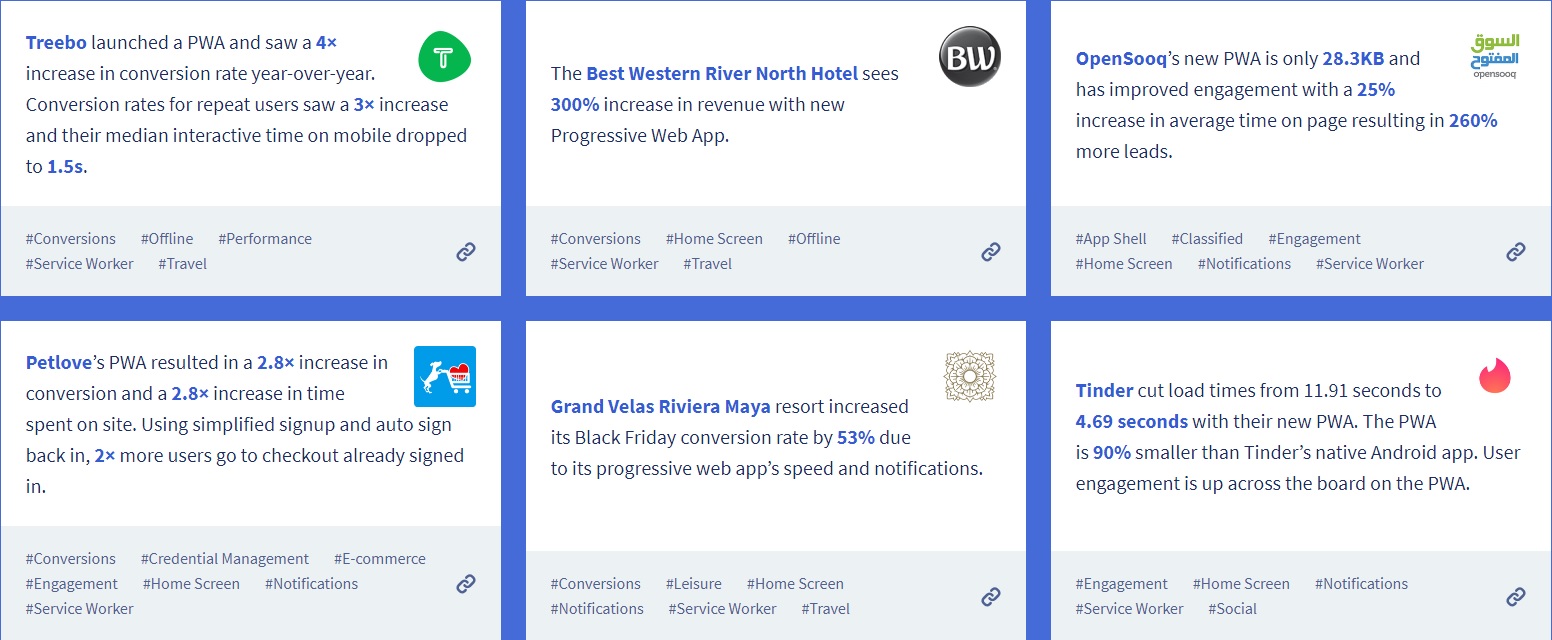 Treebo launched a PWA and saw a 4×
increase in conversion rate year-over-year.
Conversion rates for repeat users saw a 3× increase
and their median interactive time on mobile dropped
to 1.5s.
T
#Conversions #Offline #Performance
#Service Worker #Travel
The Best Western River North Hotel sees
300% increase in revenue with new
Progressive Web App.
BW
#Conversions #Home Screen #Offline
#Service Worker #Travel
OpenSooq’s new PWA is only 28.3KB and
has improved engagement with a 25%
increase in average time on page resulting in 260%
more leads.
السوق
المفتوح
opensooq
#App Shell #Classified #Engagement
#Home Screen #Notifications #Service Worker
Petlove’s PWA resulted in a 2.8× increase in
conversion and a 2.8× increase in time
spent on site. Using simplified signup and auto sign
back in, 2× more users go to checkout already signed
in.
#Conversions #Credential Management #E-commerce
#Engagement #Home Screen #Notifications
#Service Worker
Grand Velas Riviera Maya resort increased
its Black Friday conversion rate by 53% due
to its progressive web app’s speed and notifications.
#Conversions #Leisure #Home Screen
#Notifications #Service Worker #Travel
Tinder cut load times from 11.91 seconds to
4.69 seconds with their new PWA. The PWA
is 90% smaller than Tinder’s native Android app. User
engagement is up across the board on the PWA.
#Engagement #Home Screen #Notifications
#Service Worker #Social